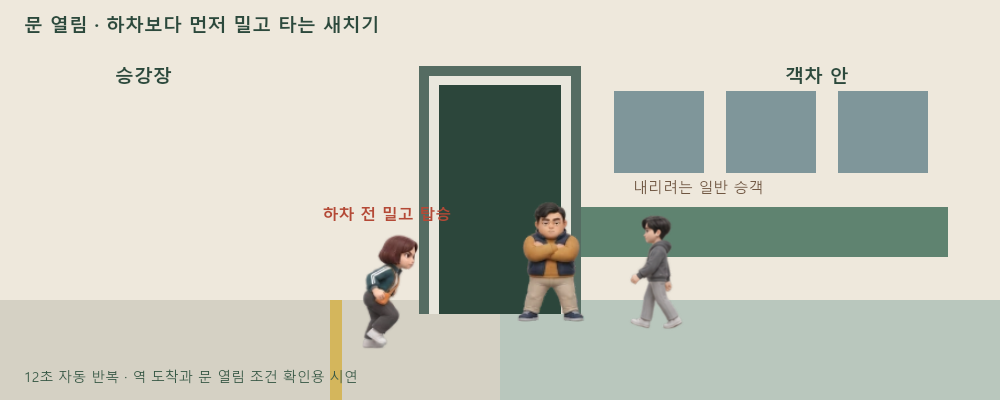 문 열림 · 하차보다 먼저 밀고 타는 새치기
승강장
객차 안
내리려는 일반 승객
하차 전 밀고 탑승
12초 자동 반복 · 역 도착과 문 열림 조건 확인용 시연